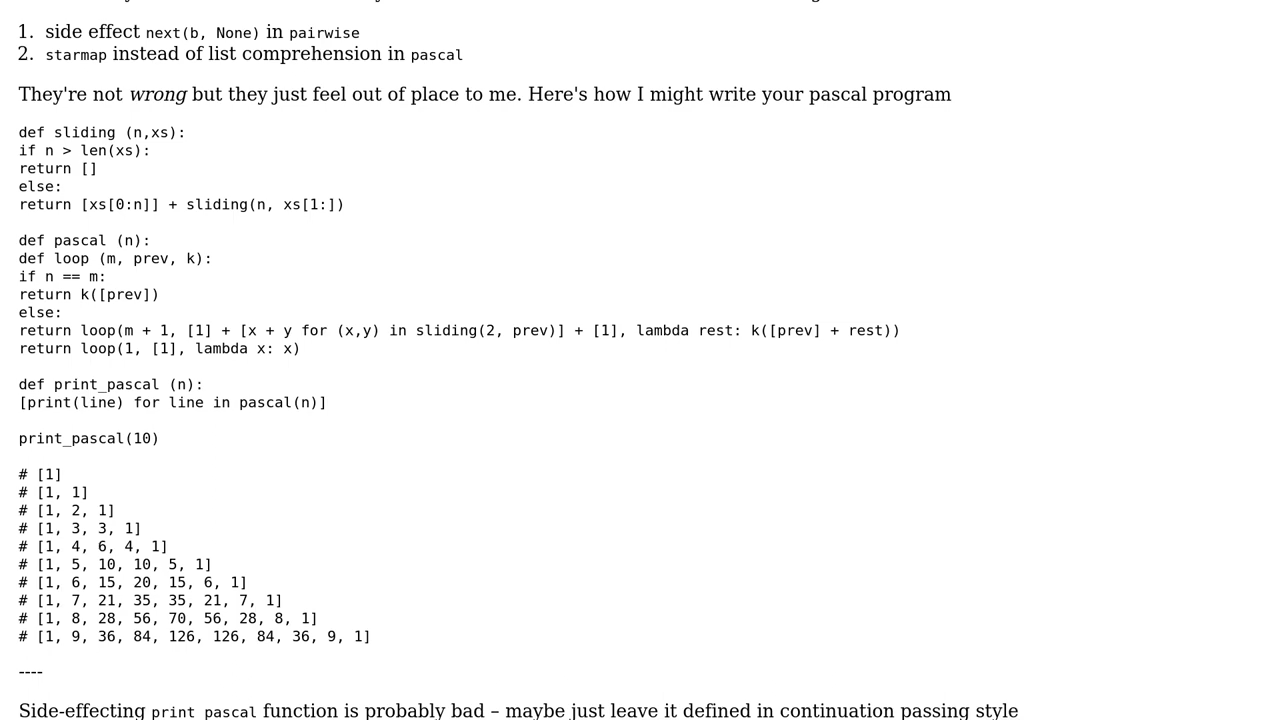 1. side effect next(b, None) in pairwise
2. starmap instead of list comprehension in pascal
They're not wrong but they just feel out of place to me. Here's how I might write your pascal program
def sliding (n,xs):
if n > len(xs):
return []
else:
return [xs[0:n]] + sliding(n, xs[1:])
def pascal (n):
def loop (m, prev, k):
if n == m:
return k([prev])
else:
return loop(m + 1, [1] + [x + y for (x,y) in sliding(2, prev)] + [1], lambda rest: k([prev] + rest))
return loop(1, [1], lambda x: x)
def print_pascal (n):
[print(line) for line in pascal(n)]
print_pascal(10)
# [1]
# [1, 1]
# [1, 2, 1]
# [1, 3, 3, 1]
# [1, 4, 6, 4, 1]
# [1, 5, 10, 10, 5, 1]
# [1, 6, 15, 20, 15, 6, 1]
# [1, 7, 21, 35, 35, 21, 7, 1]
# [1, 8, 28, 56, 70, 56, 28, 8, 1]
# [1, 9, 36, 84, 126, 126, 84, 36, 9, 1]
----
Side-effecting print_pascal function is probably bad – maybe just leave it defined in continuation passing style